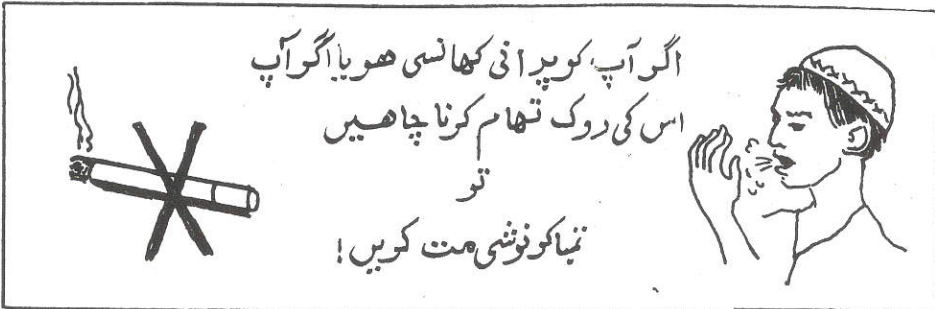 اگر آپ کو پرانی کھانسی ھو یا اگر آپ
اس کی روک تھام کرنا چاھیں
تو
تمباکو نوشی مت کریں!